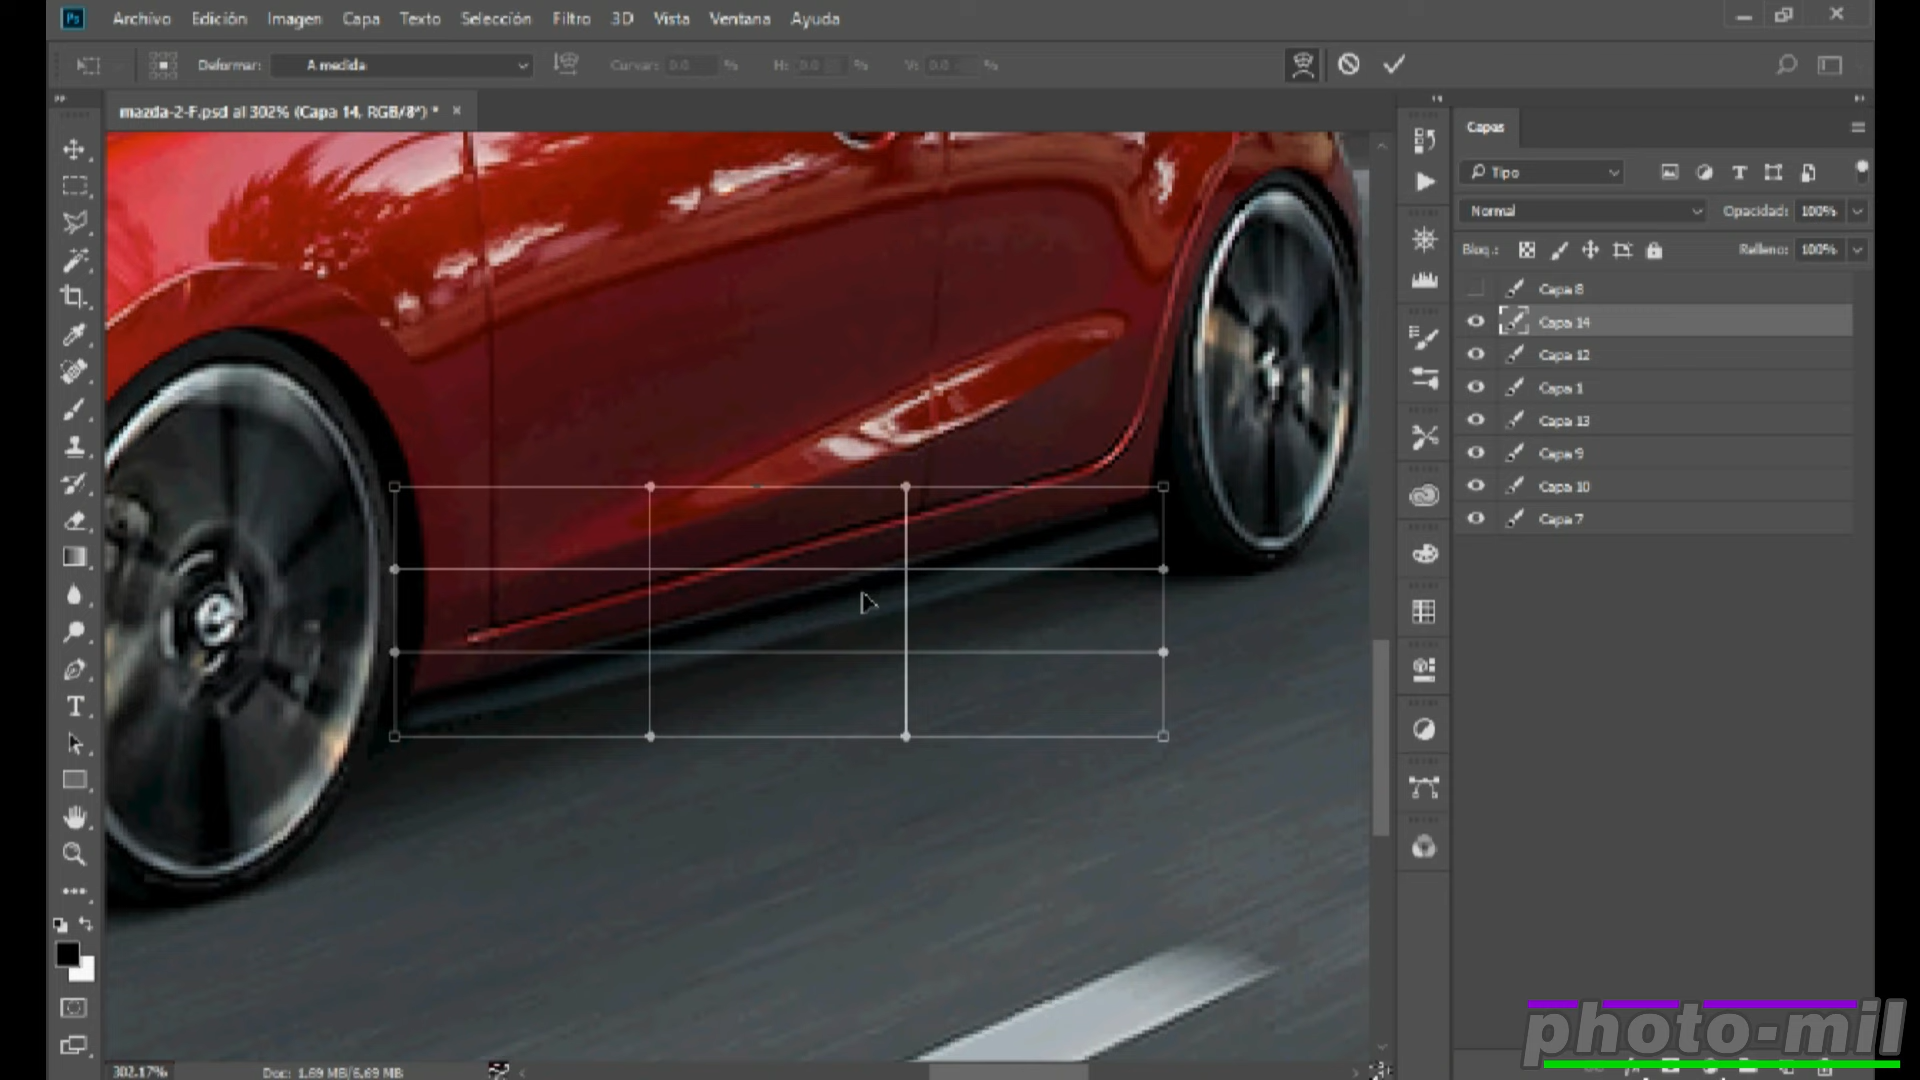 Ps Archivo Edición Imagen Capa Texto Selección Filtro 3D Vista Ventana Ayuda
Deformar: A medida Curvar: 0.0 % H: 0.0 % V: 0.0 %
mazda-2-F.psd al 302% (Capa 14, RGB/8*) * ×
Capas
Tipo
Normal Opacidad: 100%
Bloq.: Relleno: 100%
Capa 8
Capa 14
Capa 12
Capa 1
Capa 13
Capa 9
Capa 10
Capa 7
302.17% Doc: 1.69 MB/6.69 MB
photo-mil